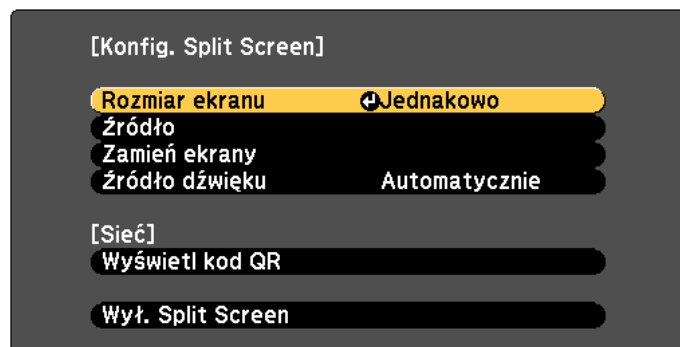 [Konfig. Split Screen]
Rozmiar ekranu Jednakowo
Źródło
Zamień ekrany
Źródło dźwięku Automatycznie
[Sieć]
Wyświetl kod QR
Wył. Split Screen